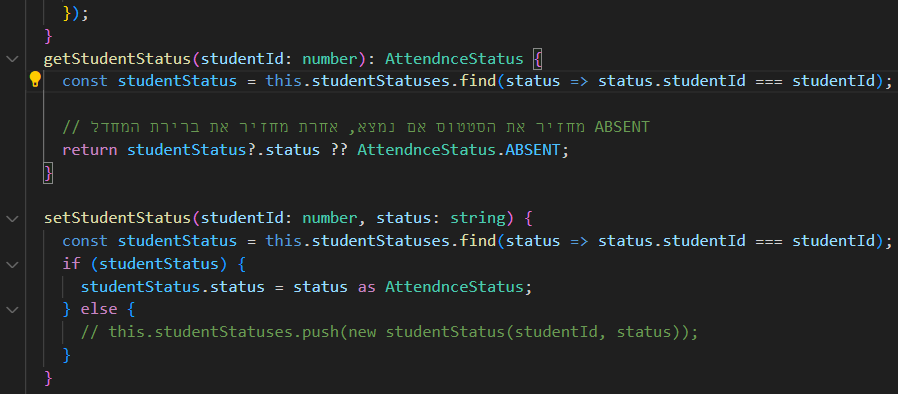 });
}
getStudentStatus(studentId: number): AttendnceStatus {
const studentStatus = this.studentStatuses.find(status => status.studentId === studentId);
// מחזיר את הסטטוס אם נמצא, אחרת מחזיר את ברירת המחדל ABSENT
return studentStatus?.status ?? AttendnceStatus.ABSENT;
}
setStudentStatus(studentId: number, status: string) {
const studentStatus = this.studentStatuses.find(status => status.studentId === studentId);
if (studentStatus) {
studentStatus.status = status as AttendnceStatus;
} else {
// this.studentStatuses.push(new studentStatus(studentId, status));
}
}